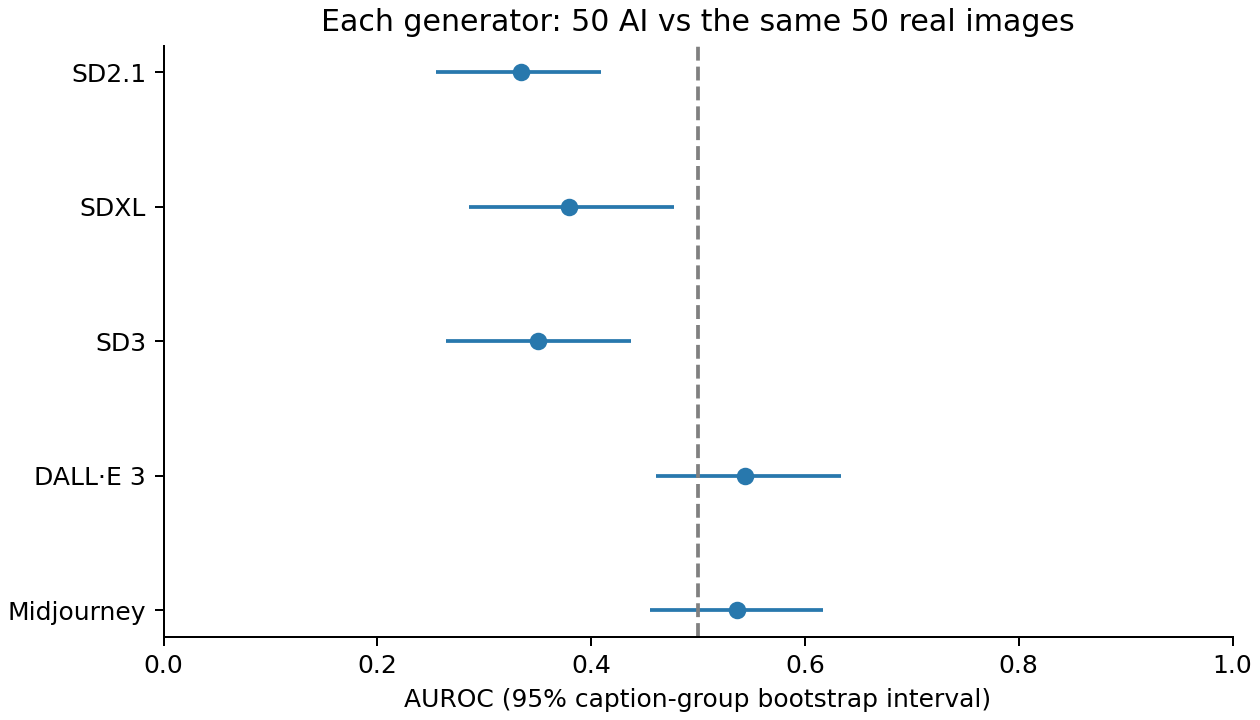 Each generator: 50 AI vs the same 50 real images
SD2.1
SDXL
SD3
DALL·E 3
Midjourney
0.0 0.2 0.4 0.6 0.8 1.0
AUROC (95% caption-group bootstrap interval)